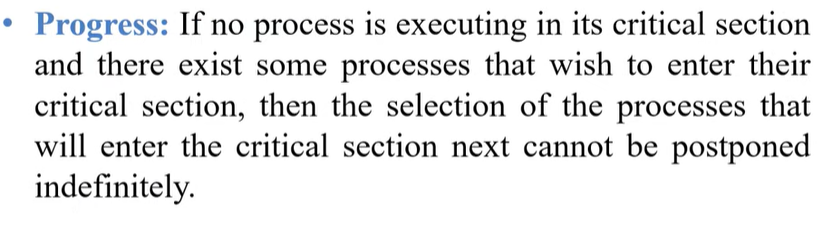 • Progress: If no process is executing in its critical section
and there exist some processes that wish to enter their
critical section, then the selection of the processes that
will enter the critical section next cannot be postponed
indefinitely.